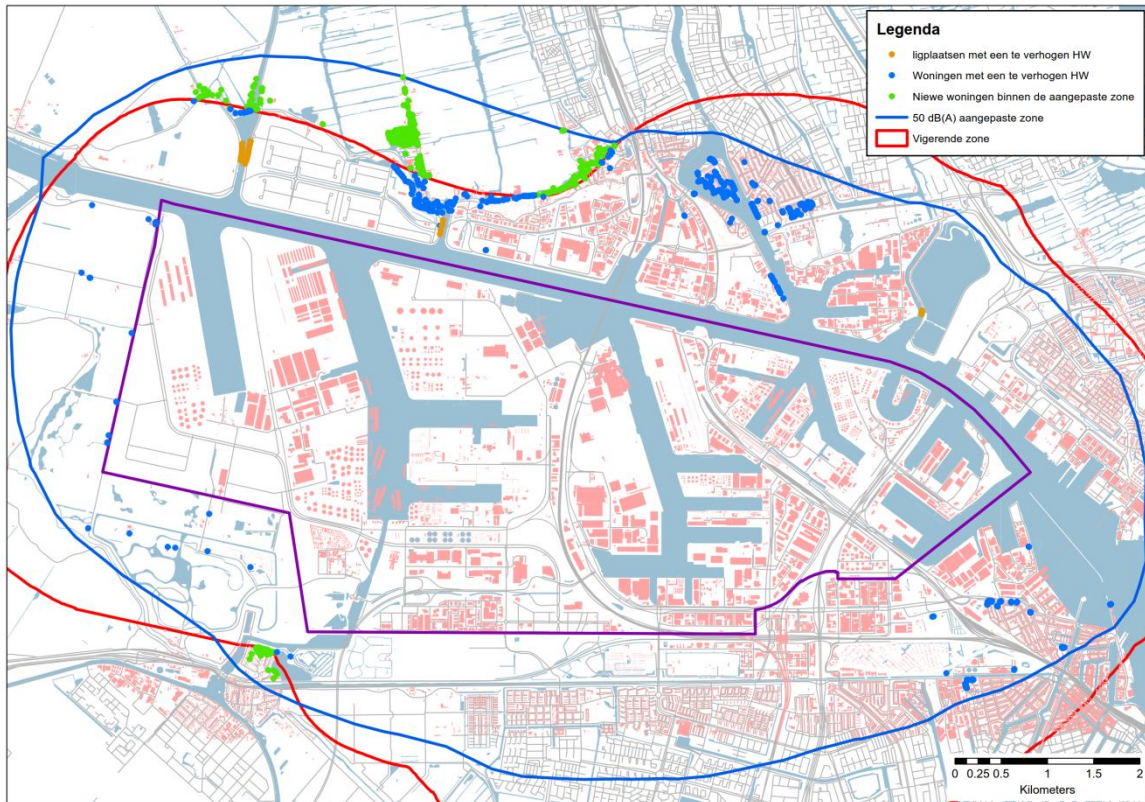 Legenda
ligplaatsen met een te verhogen HW
Woningen met een te verhogen HW
Niewe woningen binnen de aangepaste zone
50 dB(A) aangepaste zone
Vigerende zone
0 0.25 0.5 1 1.5 2
Kilometers